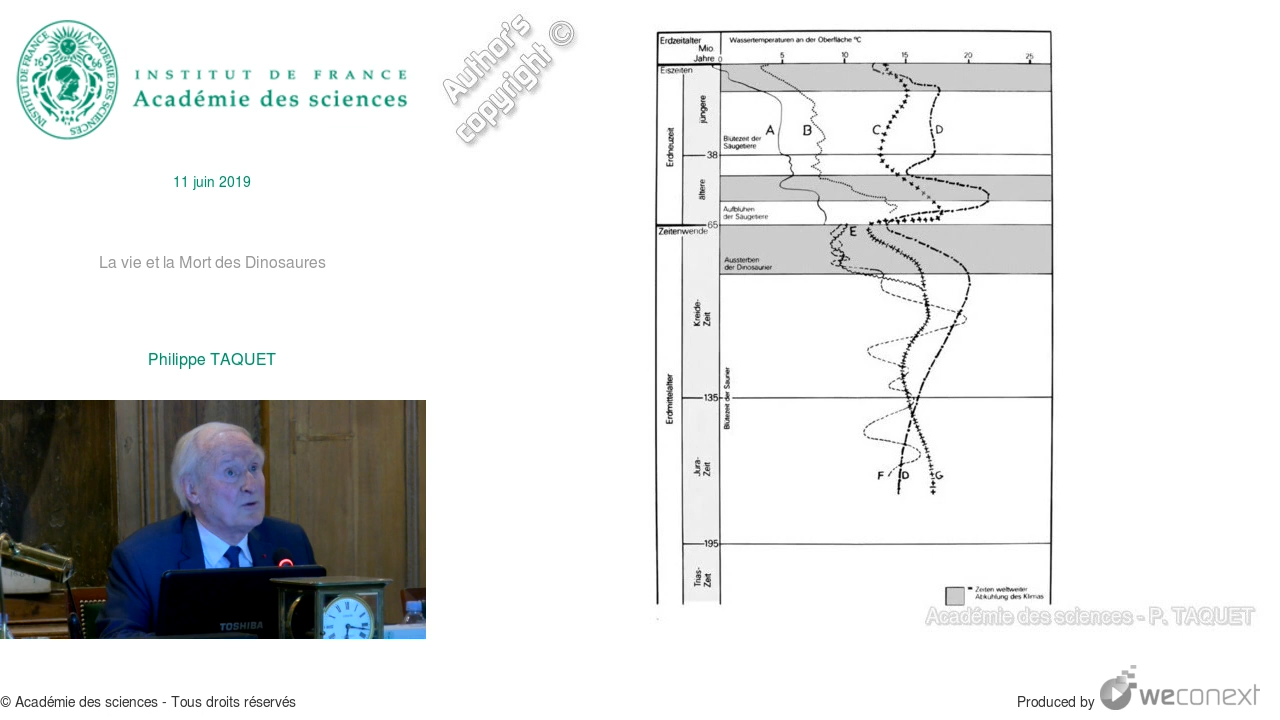 INSTITUT DE FRANCE
Académie des sciences
Author's
copyright ©
11 juin 2019
La vie et la Mort des Dinosaures
Philippe TAQUET
TOSHIBA
Erdzeitalter
Mio.
Jahre
Wassertemperaturen an der Oberfläche °C
0 5 10 15 20 25
Eiszeiten
Erdneuzeit
jüngere
A B C D
Blütezeit der
Säugetiere
38
ältere
Aufblühen
der Säugetiere
65
Zeitenwende
E
Aussterben
der Dinosaurier
Erdmittelalter
Kreide-
Zeit
Blütezeit der Saurier
135
Jura-
Zeit
F D G
195
Trias-
Zeit
= Zeiten weltweiter
Abkühlung des Klimas
Académie des sciences - P. TAQUET
© Académie des sciences - Tous droits réservés
Produced by weconext